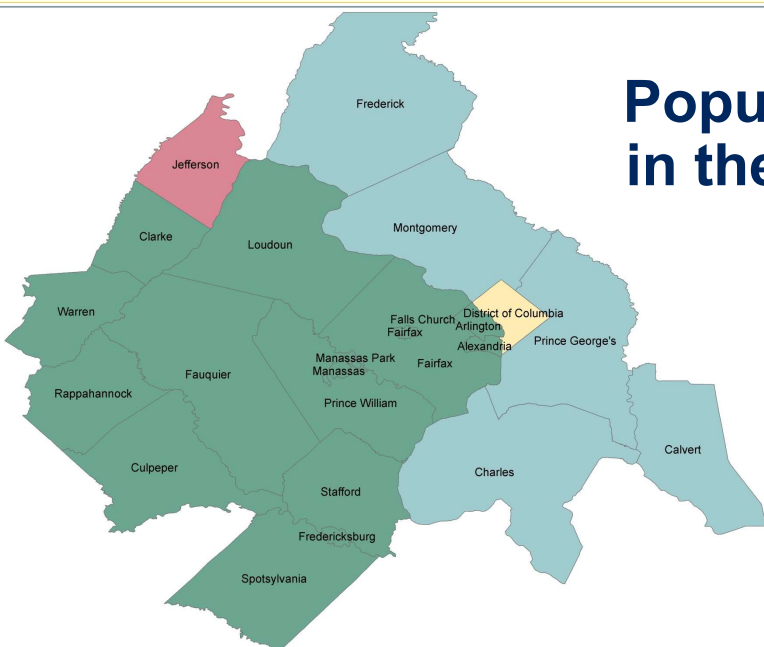 Popu
in the
Frederick
Jefferson
Montgomery
Clarke
Loudoun
Warren
District of Columbia
Falls Church
Arlington
Fairfax
Prince George's
Alexandria
Manassas Park
Manassas
Fairfax
Fauquier
Rappahannock
Prince William
Calvert
Culpeper
Charles
Stafford
Fredericksburg
Spotsylvania